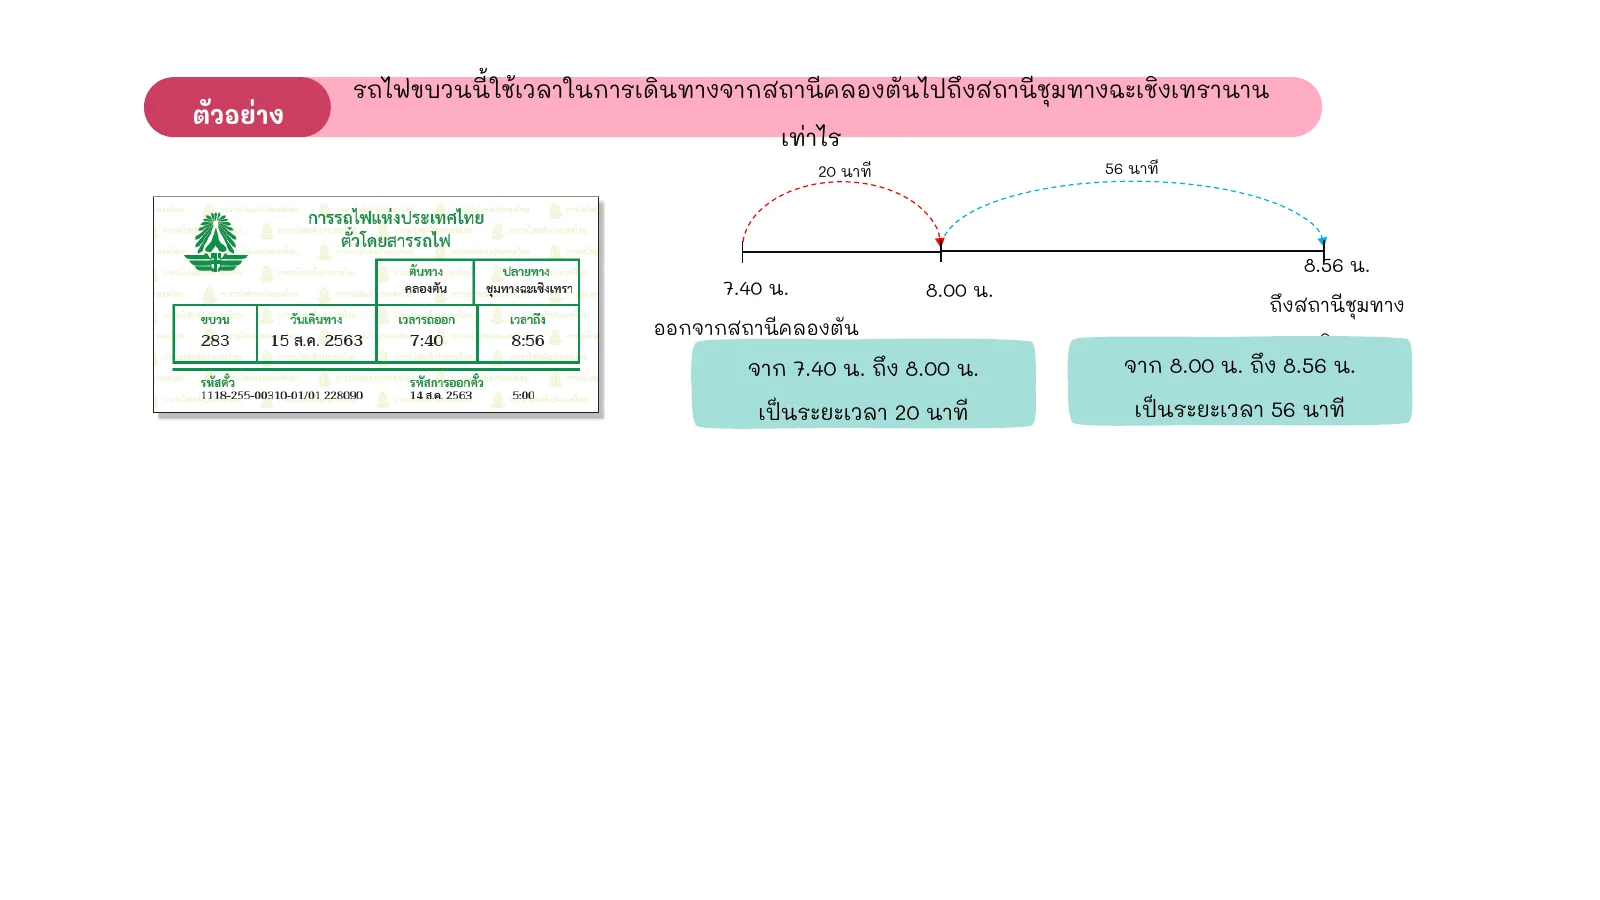 ตัวอย่าง
รถไฟขบวนนี้ใช้เวลาในการเดินทางจากสถานีคลองตันไปถึงสถานีชุมทางฉะเชิงเทรานาน
เท่าไร
การรถไฟแห่งประเทศไทย
ตั๋วโดยสารรถไฟ
ต้นทาง ปลายทาง
คลองตัน ชุมทางฉะเชิงเทรา
ขบวน วันเดินทาง เวลารถออก เวลาถึง
283 15 ส.ค. 2563 7:40 8:56
รหัสตั๋ว รหัสการออกตั๋ว
1118-255-00310-01/01 228090 14 ส.ค. 2563 5:00
20 นาที 56 นาที
7.40 น. 8.00 น. 8.56 น.
ออกจากสถานีคลองตัน
ถึงสถานีชุมทาง
จาก 7.40 น. ถึง 8.00 น.
เป็นระยะเวลา 20 นาที
จาก 8.00 น. ถึง 8.56 น.
เป็นระยะเวลา 56 นาที